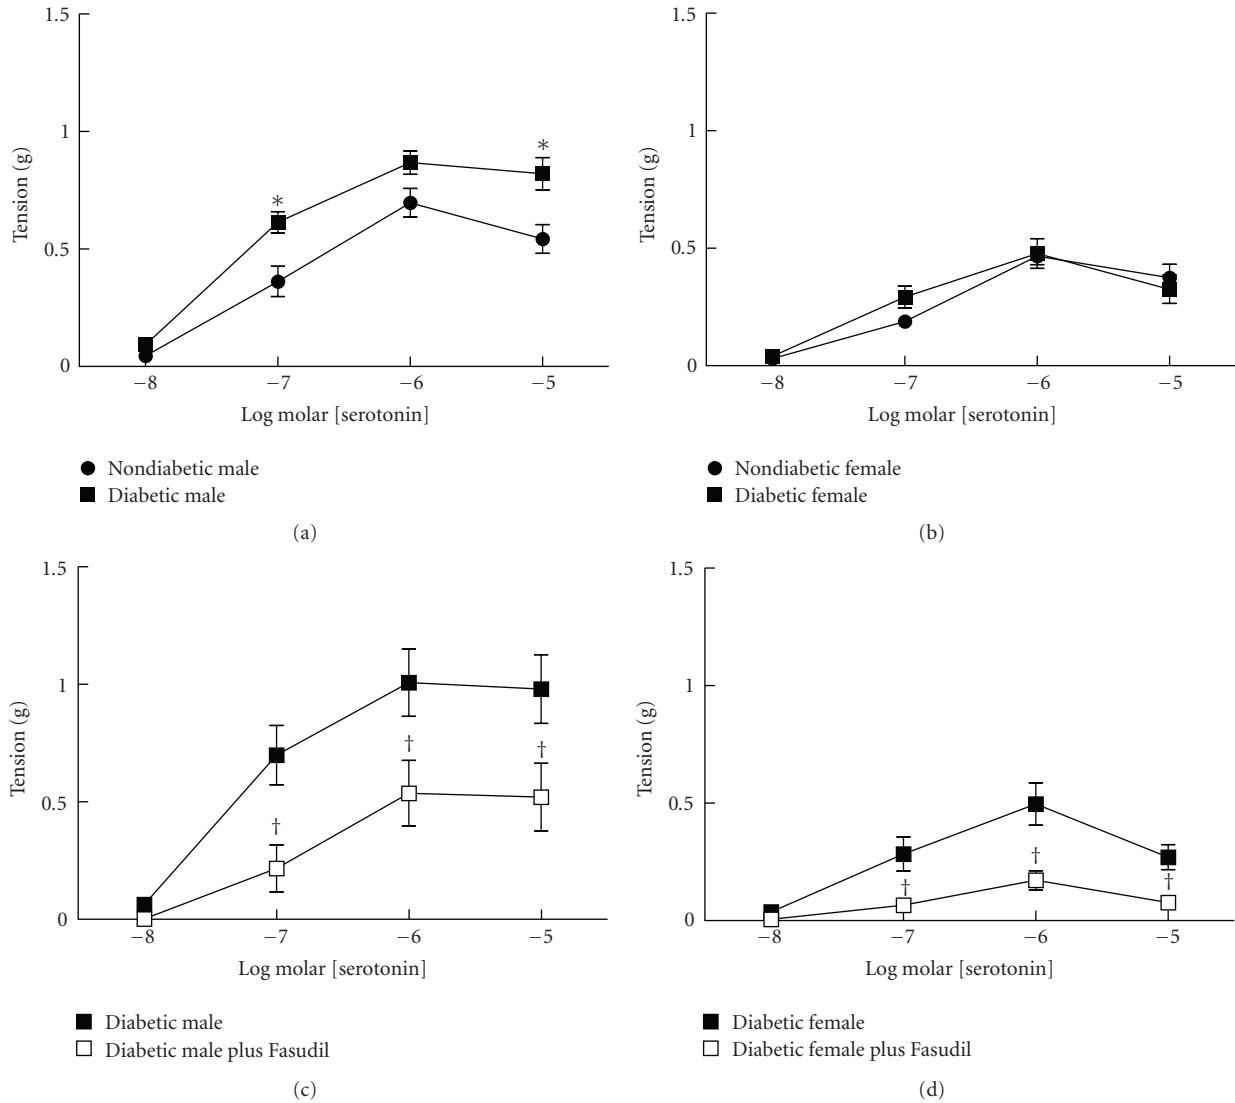 1.5
1
0.5
0
Tension (g)
*
*
−8
−7
−6
−5
Log molar [serotonin]
Nondiabetic male
Diabetic male
(a)
1.5
1
0.5
0
Tension (g)
−8
−7
−6
−5
Log molar [serotonin]
Nondiabetic female
Diabetic female
(b)
1.5
1
0.5
0
Tension (g)
†
†
†
−8
−7
−6
−5
Log molar [serotonin]
Diabetic male
Diabetic male plus Fasudil
(c)
1.5
1
0.5
0
Tension (g)
†
†
†
−8
−7
−6
−5
Log molar [serotonin]
Diabetic female
Diabetic female plus Fasudil
(d)